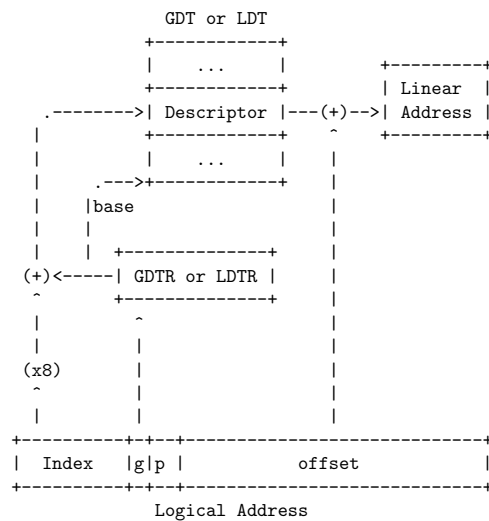 GDT or LDT
...
Linear
Descriptor (+) Address
...
base
(+) GDTR or LDTR
(x8)
Index g p offset
Logical Address